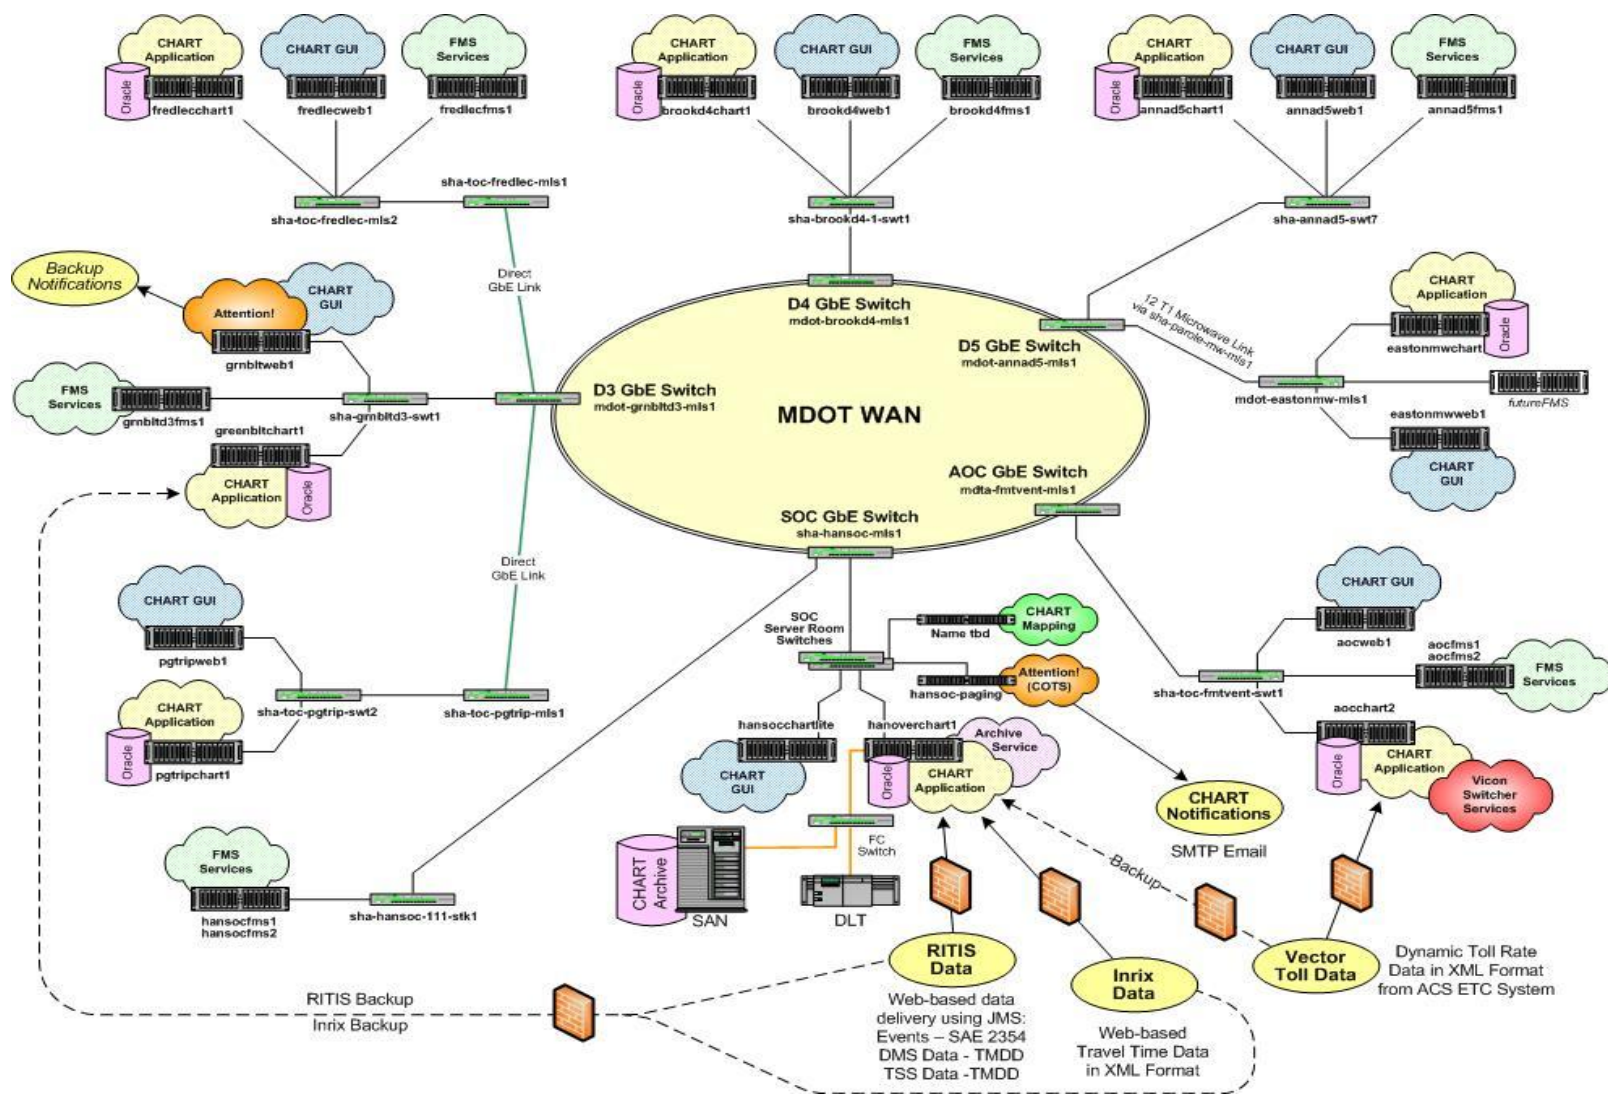 CHART
Application
Oracle
fredlecchart1
CHART GUI
fredlecweb1
FMS
Services
fredlecfms1
CHART
Application
Oracle
brookd4chart1
CHART GUI
brookd4web1
FMS
Services
brookd4fms1
CHART
Application
Oracle
annad5chart1
CHART GUI
annad5web1
FMS
Services
annad5fms1
sha-toc-fredlec-mls1
sha-toc-fredlec-mls2
sha-brookd4-1-swt1
sha-annad5-swt7
Direct
GbE Link
Backup
Notifications
Attention!
CHART
GUI
grnbltweb1
FMS
Services
grnbltd3fms1
sha-grnbltd3-swt1
greenbltchart1
CHART
Application
Oracle
D4 GbE Switch
mdot-brookd4-mls1
D5 GbE Switch
mdot-annad5-mls1
D3 GbE Switch
mdot-grnbltd3-mls1
MDOT WAN
AOC GbE Switch
mdta-fmtvent-mls1
SOC GbE Switch
sha-hansoc-mls1
12 T1 Microwave Link
via sha-parole-mw-mls1
CHART
Application
Oracle
eastonmwchart
mdot-eastonmw-mls1
futureFMS
eastonmwweb1
CHART
GUI
Direct
GbE Link
CHART GUI
pgtripweb1
sha-toc-pgtrip-swt2
sha-toc-pgtrip-mls1
CHART
Application
Oracle
pgtripchart1
SOC
Server Room
Switches
Name tbd
CHART
Mapping
hansoc-paging
Attention!
(COTS)
hansocchartlite
CHART
GUI
hanoverchart1
Archive
Service
Oracle
CHART
Application
CHART GUI
aocweb1
aocfms1
aocfms2
FMS
Services
sha-toc-fmtvent-swt1
aocchart2
Oracle
CHART
Application
Vicon
Switcher
Services
CHART
Notifications
SMTP Email
FMS
Services
hansocfms1
hansocfms2
sha-hansoc-111-stk1
CHART
Archive
SAN
FC
Switch
DLT
Backup
RITIS
Data
Web-based data
delivery using JMS:
Events – SAE 2354
DMS Data - TMDD
TSS Data -TMDD
Inrix
Data
Web-based
Travel Time Data
in XML Format
Vector
Toll Data
Dynamic Toll Rate
Data in XML Format
from ACS ETC System
RITIS Backup
Inrix Backup